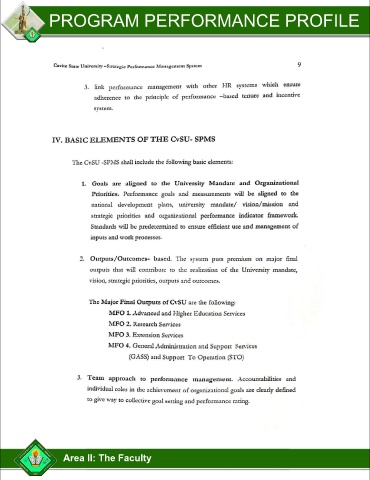 PROGRAM PERFORMANCE PROFILE
Cavite State University –Strategic Performance Management System 9
3. link performance management with other HR systems which ensure
adherence to the principle of performance –based tenure and incentive
system.
IV. BASIC ELEMENTS OF THE CvSU- SPMS
The CvSU -SPMS shall include the following basic elements:
1. Goals are aligned to the University Mandate and Organizational
Priorities. Performance goals and measurements will be aligned to the
national development plans, university mandate/ vision/mission and
strategic priorities and organizational performance indicator framework.
Standards will be predetermined to ensure efficient use and management of
inputs and work processes.
2. Outputs/Outcomes- based. The system puts premium on major final
outputs that will contribute to the realization of the University mandate,
vision, strategic priorities, outputs and outcomes.
The Major Final Outputs of CvSU are the following:
MFO 1. Advanced and Higher Education Services
MFO 2. Research Services
MFO 3. Extension Services
MFO 4. General Administration and Support Services
(GASS) and Support To Operation (STO)
3. Team approach to performance management. Accountabilities and
individual roles in the achievement of organizational goals are clearly defined
to give way to collective goal setting and performance rating.
Area II: The Faculty